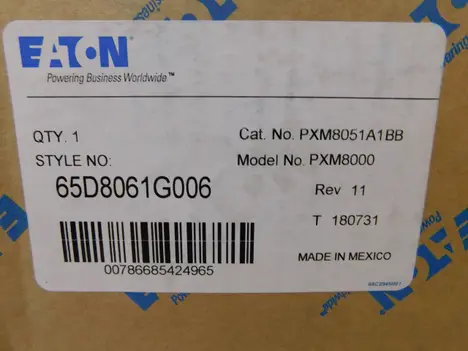 EATON
Powering Business Worldwide™
QTY. 1
Cat. No. PXM8051A1BB
STYLE NO:
Model No. PXM8000
65D8061G006
Rev 11
T 180731
00786685424965
MADE IN MEXICO